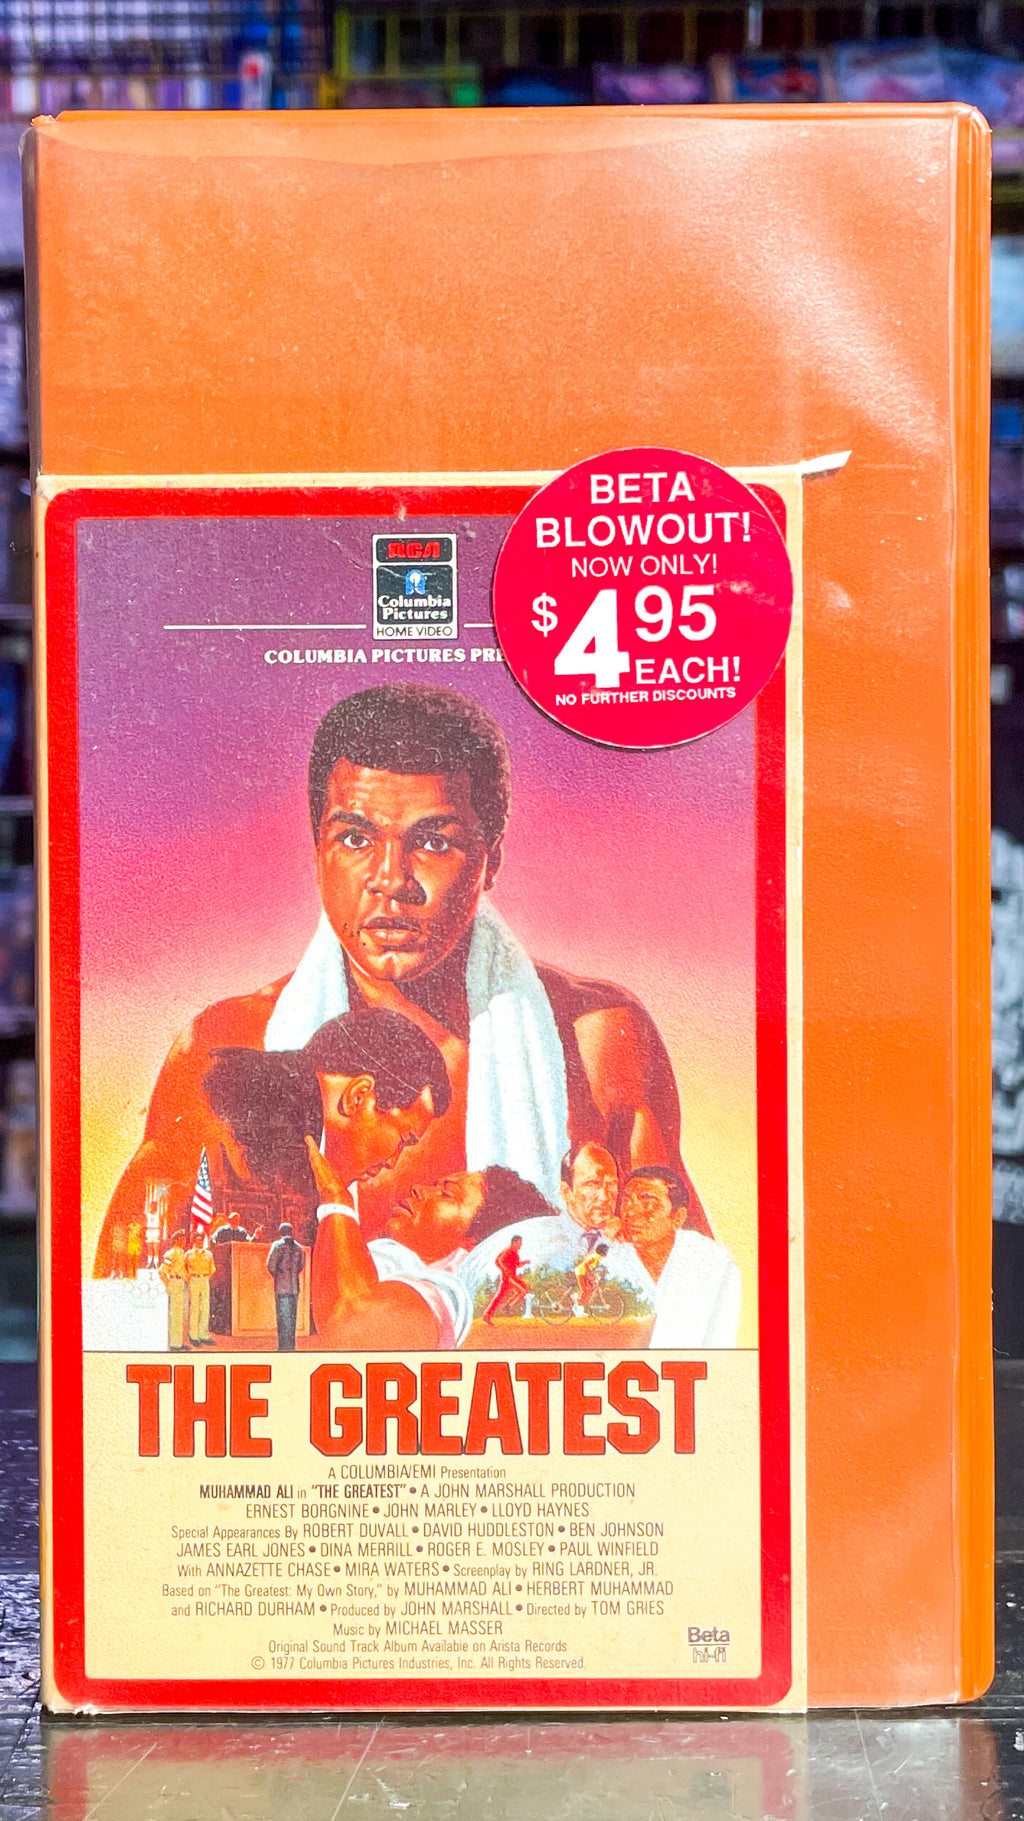 BETA
BLOWOUT!
NOW ONLY!
$4.95
EACH!
NO FURTHER DISCOUNTS
RCA
Columbia
Pictures
HOME VIDEO
COLUMBIA PICTURES PRE
THE GREATEST
A COLUMBIA/EMI Presentation
MUHAMMAD ALI in "THE GREATEST" • A JOHN MARSHALL PRODUCTION
ERNEST BORGNINE • JOHN MARLEY • LLOYD HAYNES
Special Appearances By ROBERT DUVALL • DAVID HUDDLESTON • BEN JOHNSON
JAMES EARL JONES • DINA MERRILL • ROGER E. MOSLEY • PAUL WINFIELD
With ANNAZETTE CHASE • MIRA WATERS • Screenplay by RING LARDNER, JR.
Based on "The Greatest: My Own Story," by MUHAMMAD ALI • HERBERT MUHAMMAD
and RICHARD DURHAM • Produced by JOHN MARSHALL • Directed by TOM GRIES
Music by MICHAEL MASSER
Original Sound Track Album Available on Arista Records
© 1977 Columbia Pictures Industries, Inc. All Rights Reserved.
Beta
hi-fi